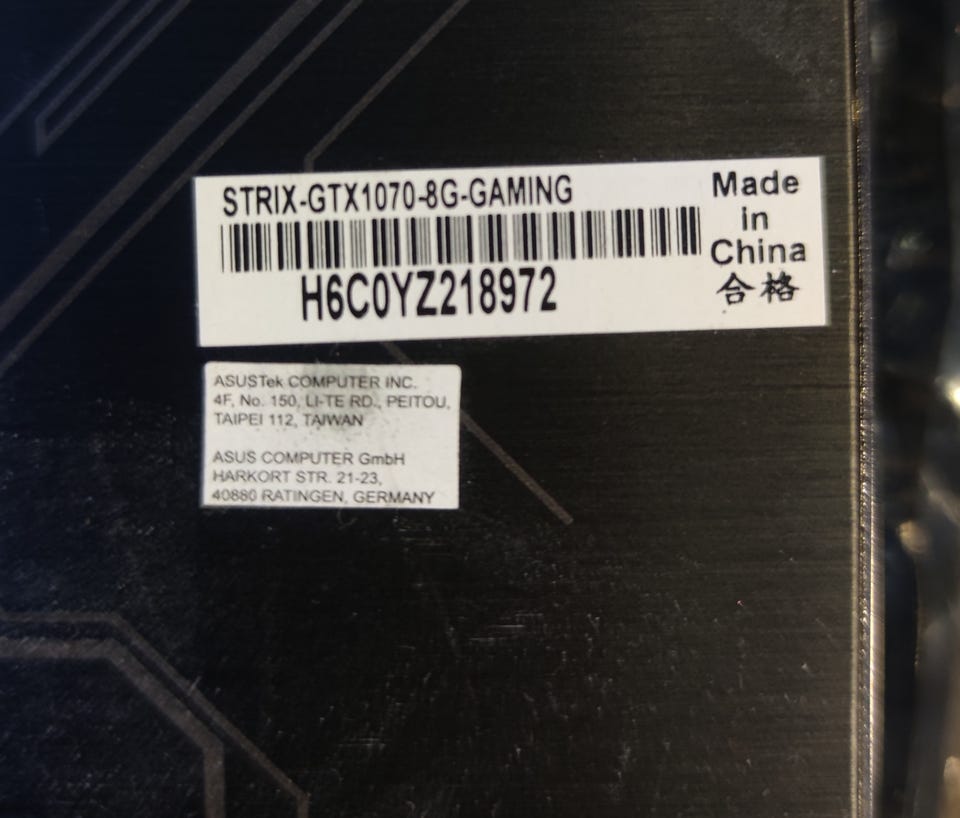 STRIX-GTX1070-8G-GAMING
H6C0YZ218972
Made
in
China
合格
ASUSTek COMPUTER INC.
4F, No. 150, LI-TE RD., PEITOU,
TAIPEI 112, TAIWAN
ASUS COMPUTER GmbH
HARKORT STR. 21-23,
40880 RATINGEN, GERMANY